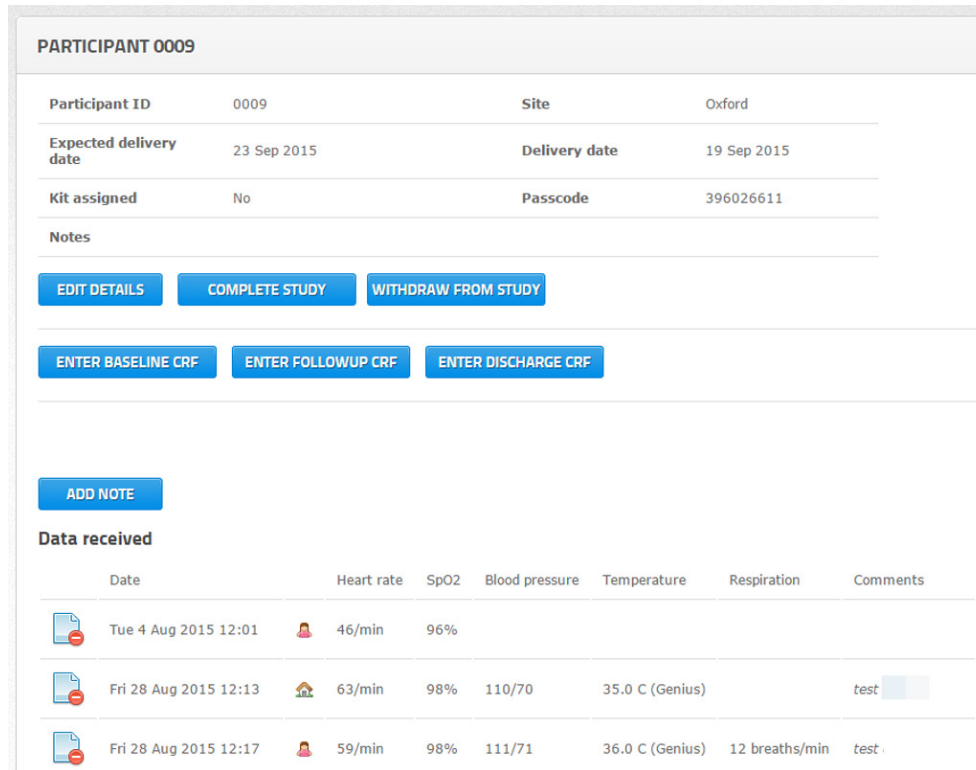 PARTICIPANT 0009
Participant ID 0009 Site Oxford
Expected delivery date 23 Sep 2015 Delivery date 19 Sep 2015
Kit assigned No Passcode 396026611
Notes
EDIT DETAILS COMPLETE STUDY WITHDRAW FROM STUDY
ENTER BASELINE CRF ENTER FOLLOWUP CRF ENTER DISCHARGE CRF
ADD NOTE
Data received
Date Heart rate SpO2 Blood pressure Temperature Respiration Comments
Tue 4 Aug 2015 12:01 46/min 96%
Fri 28 Aug 2015 12:13 63/min 98% 110/70 35.0 C (Genius) test
Fri 28 Aug 2015 12:17 59/min 98% 111/71 36.0 C (Genius) 12 breaths/min test